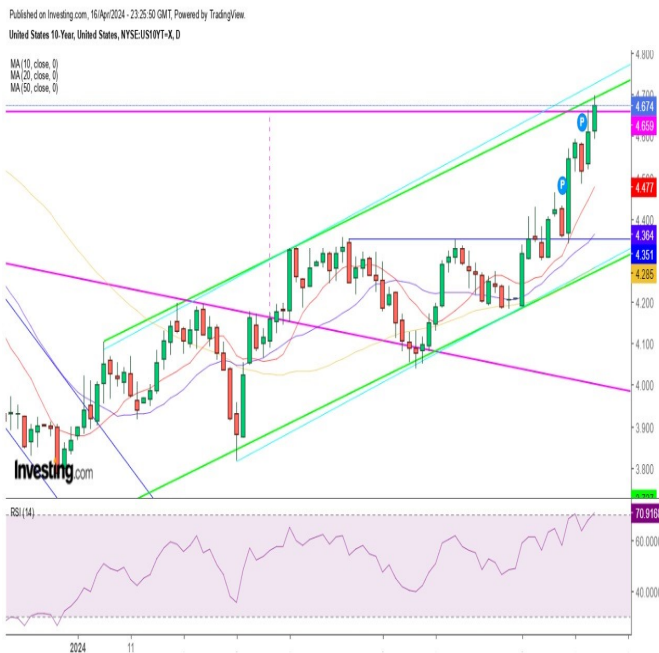 Published on Investing.com, 16/Apr/2024 - 23:25:50 GMT, Powered by TradingView.
United States 10-Year, United States, NYSE:US10YT=X, D
MA (10, close, 0)
MA (20, close, 0)
MA (50, close, 0)
4.800
4.700
4.674
4.659
4.500
4.477
4.400
4.364
4.351
4.285
4.200
4.100
4.000
3.900
3.800
P
P
Investing.com
RSI (14)
70.9168
60.0000
40.0000
2024
11